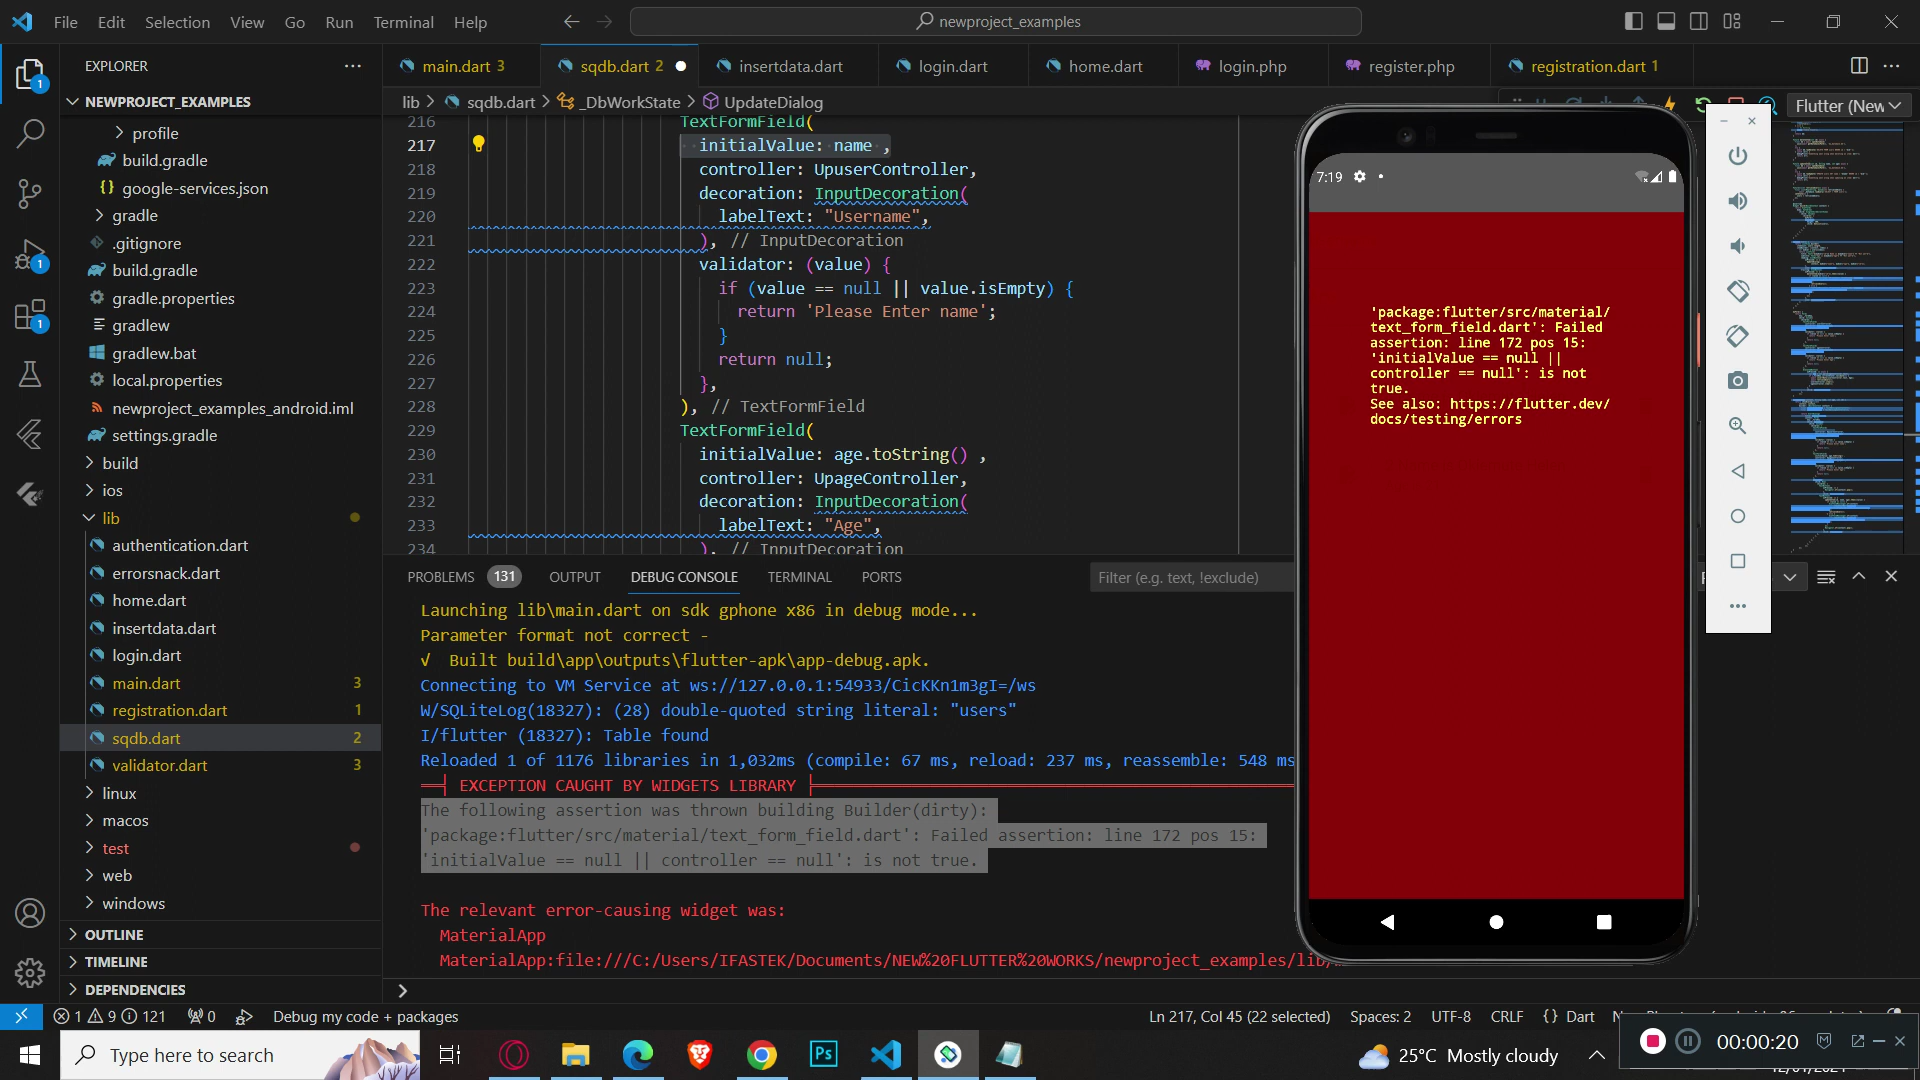 File Edit Selection View Go Run Terminal Help
newproject_examples
EXPLORER
NEWPROJECT_EXAMPLES
profile
build.gradle
{} google-services.json
gradle
.gitignore
build.gradle
gradle.properties
gradlew
gradlew.bat
local.properties
newproject_examples_android.iml
settings.gradle
build
ios
lib
authentication.dart
errorsnack.dart
home.dart
insertdata.dart
login.dart
main.dart 3
registration.dart 1
sqdb.dart 2
validator.dart 3
linux
macos
test
web
windows
OUTLINE
TIMELINE
DEPENDENCIES
1
1
1
main.dart 3
sqdb.dart 2
insertdata.dart
login.dart
home.dart
login.php
register.php
registration.dart 1
lib > sqdb.dart > _DbWorkState > UpdateDialog
Flutter (New
216 TextFormField(
217 initialValue: name ,
218 controller: UpuserController,
219 decoration: InputDecoration(
220 labelText: "Username",
221 ), // InputDecoration
222 validator: (value) {
223 if (value == null || value.isEmpty) {
224 return 'Please Enter name';
225 }
226 return null;
227 },
228 ), // TextFormField
229 TextFormField(
230 initialValue: age.toString() ,
231 controller: UpageController,
232 decoration: InputDecoration(
233 labelText: "Age",
234 ), // InputDecoration
PROBLEMS 131 OUTPUT DEBUG CONSOLE TERMINAL PORTS
Filter (e.g. text, !exclude)
Launching lib\main.dart on sdk gphone x86 in debug mode...
Parameter format not correct -
√ Built build\app\outputs\flutter-apk\app-debug.apk.
Connecting to VM Service at ws://127.0.0.1:54933/CicKKn1m3gI=/ws
W/SQLiteLog(18327): (28) double-quoted string literal: "users"
I/flutter (18327): Table found
Reloaded 1 of 1176 libraries in 1,032ms (compile: 67 ms, reload: 237 ms, reassemble: 548 ms
EXCEPTION CAUGHT BY WIDGETS LIBRARY
The following assertion was thrown building Builder(dirty):
'package:flutter/src/material/text_form_field.dart': Failed assertion: line 172 pos 15:
'initialValue == null || controller == null': is not true.
The relevant error-causing widget was:
MaterialApp
MaterialApp:file:///C:/Users/IFASTEK/Documents/NEW%20FLUTTER%20WORKS/newproject_examples/lib/
7:19
'package:flutter/src/material/
text_form_field.dart': Failed
assertion: line 172 pos 15:
'initialValue == null ||
controller == null': is not
true.
See also: https://flutter.dev/
docs/testing/errors
1 9 121 0 Debug my code + packages
Ln 217, Col 45 (22 selected) Spaces: 2 UTF-8 CRLF {} Dart
Type here to search
Ps
25°C Mostly cloudy
00:00:20